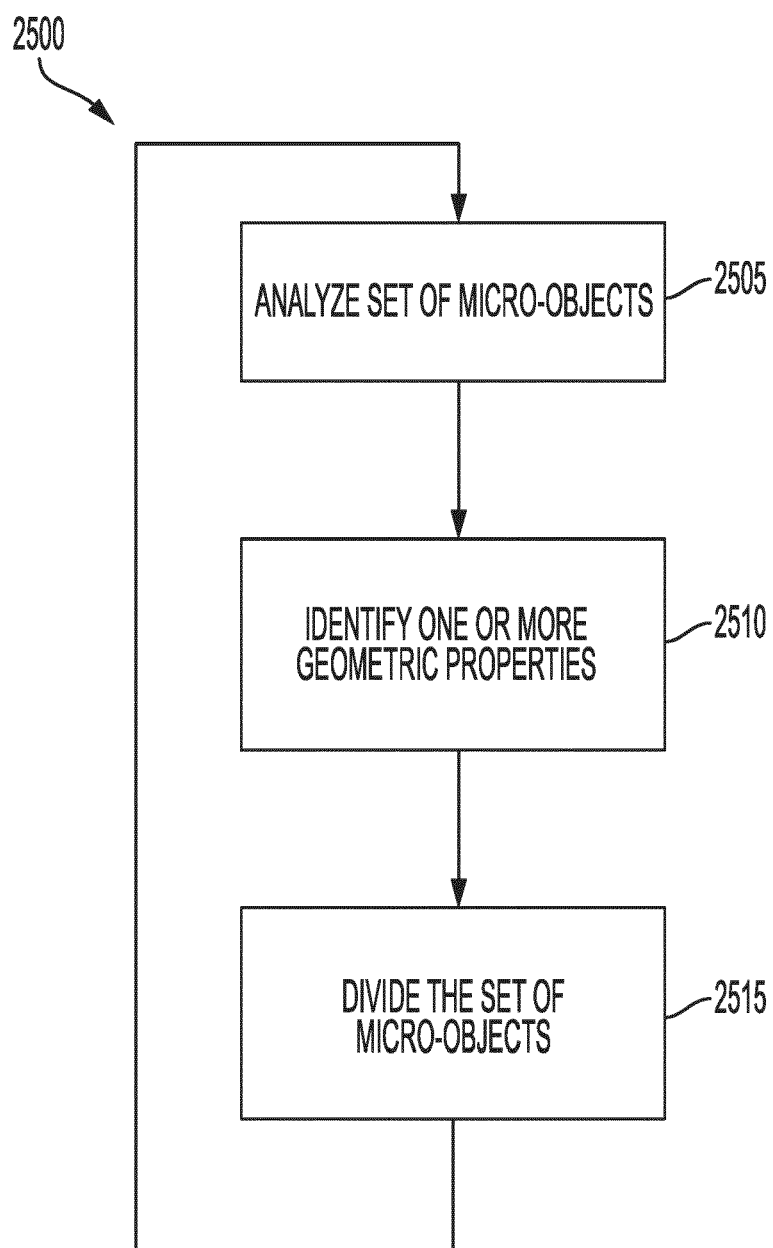 2500
ANALYZE SET OF MICRO-OBJECTS
2505
IDENTIFY ONE OR MORE
GEOMETRIC PROPERTIES
2510
DIVIDE THE SET OF
MICRO-OBJECTS
2515